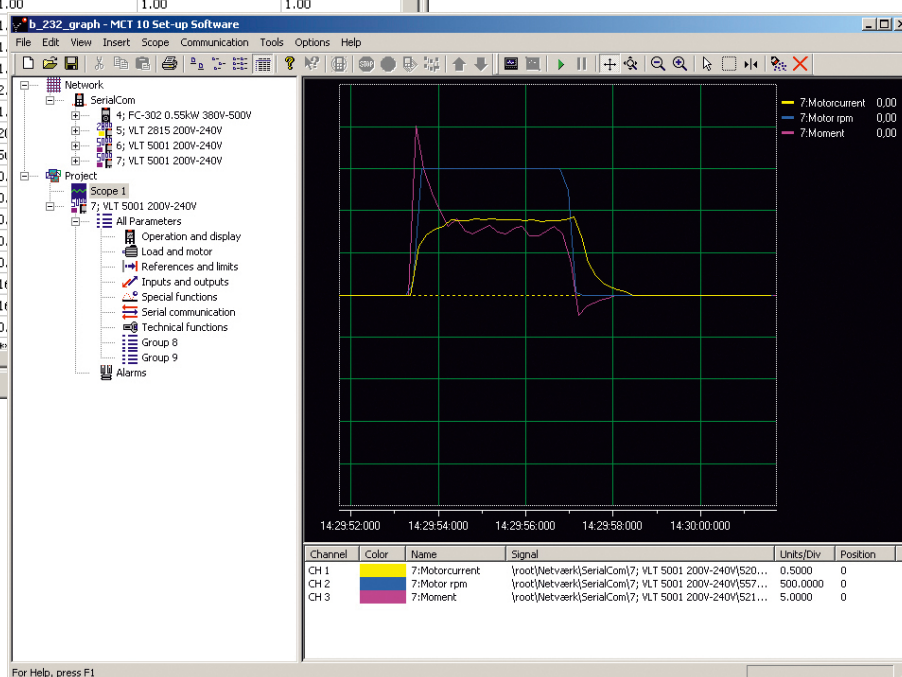 1.00 1.00 1.00
b_232_graph - MCT 10 Set-up Software
File Edit View Insert Scope Communication Tools Options Help
Network
SerialCom
4; FC-302 0.55kW 380V-500V
5; VLT 2815 200V-240V
6; VLT 5001 200V-240V
7; VLT 5001 200V-240V
Project
Scope 1
7; VLT 5001 200V-240V
All Parameters
Operation and display
Load and motor
References and limits
Inputs and outputs
Special functions
Serial communication
Technical functions
Group 8
Group 9
Alarms
7:Motorcurrent 0,00
7:Motor rpm 0,00
7:Moment 0,00
14:29:52:000 14:29:54:000 14:29:56:000 14:29:58:000 14:30:00:000
Channel Color Name Signal Units/Div Position
CH 1 7:Motorcurrent \root\Netværk\SerialCom\7; VLT 5001 200V-240V\520... 0.5000 0
CH 2 7:Motor rpm \root\Netværk\SerialCom\7; VLT 5001 200V-240V\557... 500.0000 0
CH 3 7:Moment \root\Netværk\SerialCom\7; VLT 5001 200V-240V\521... 5.0000 0
For Help, press F1